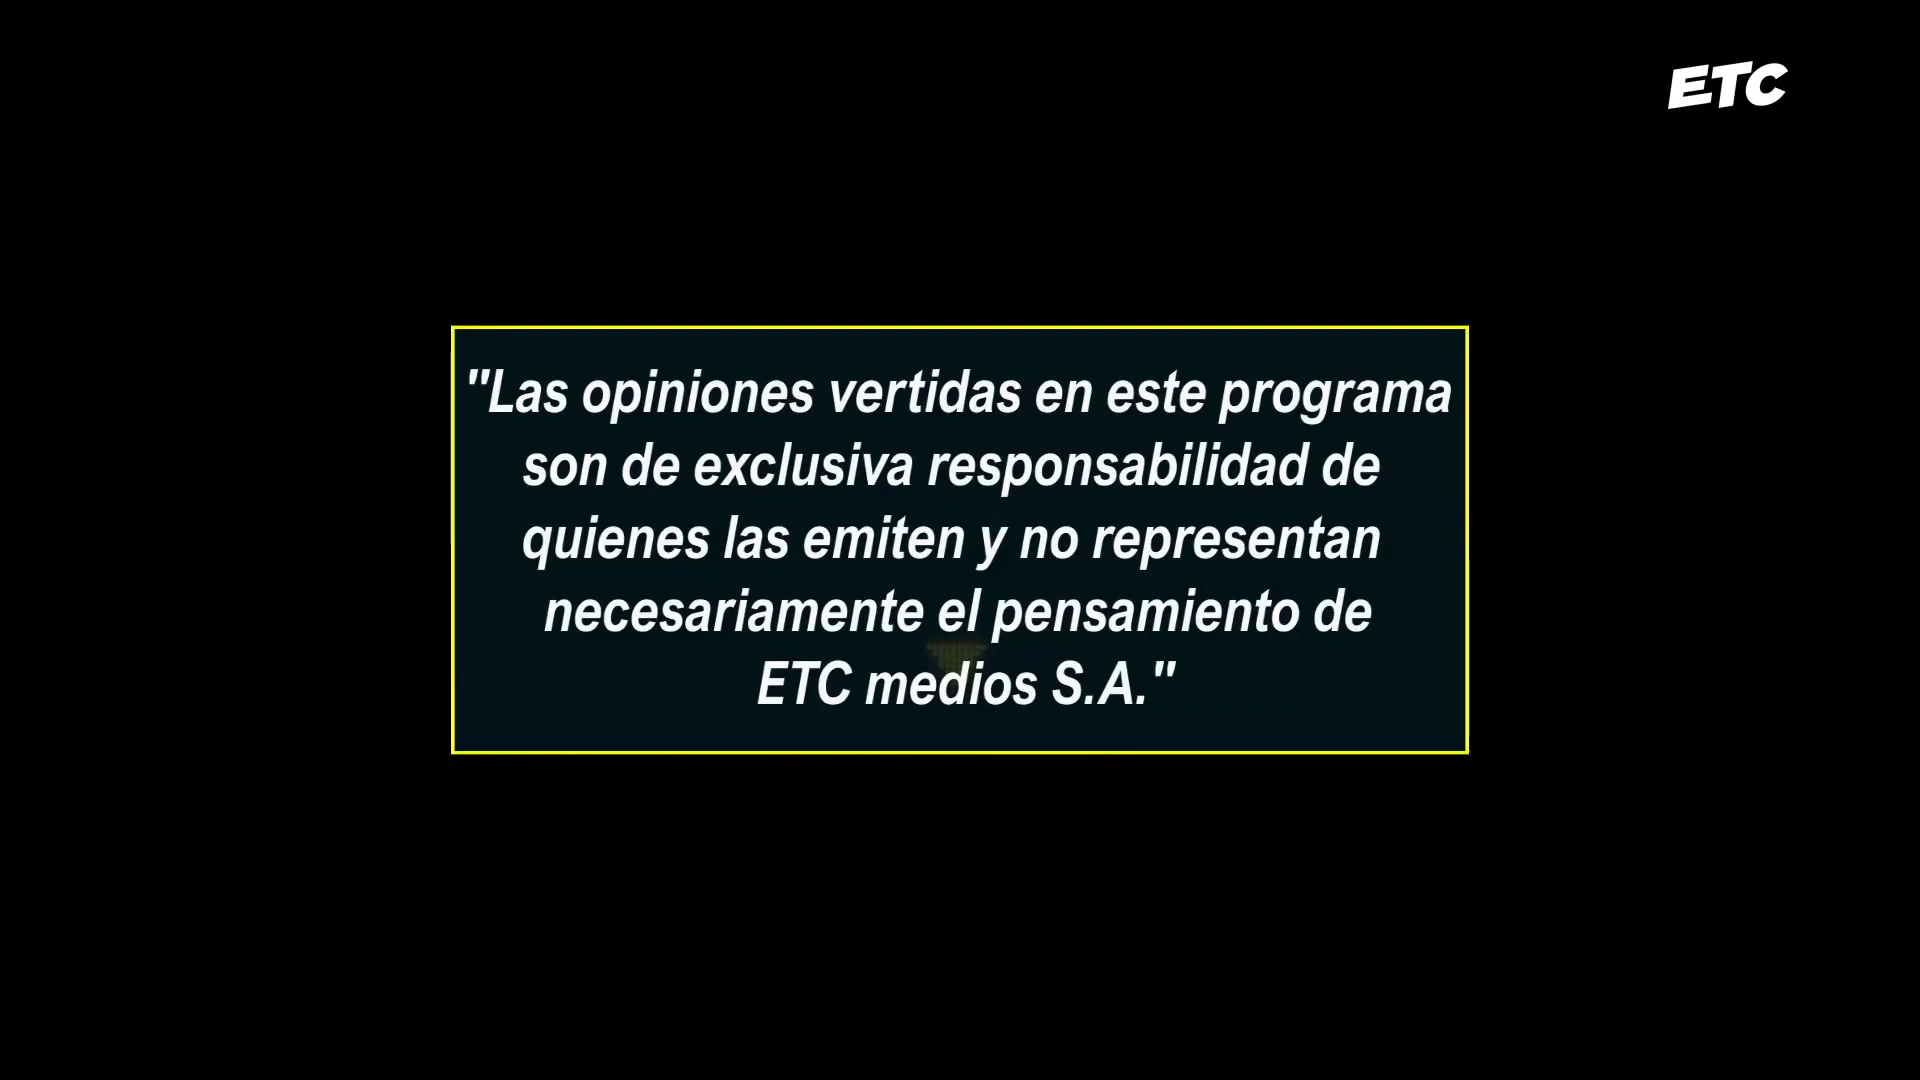 ETC
"Las opiniones vertidas en este programa
son de exclusiva responsabilidad de
quienes las emiten y no representan
necesariamente el pensamiento de
ETC medios S.A."